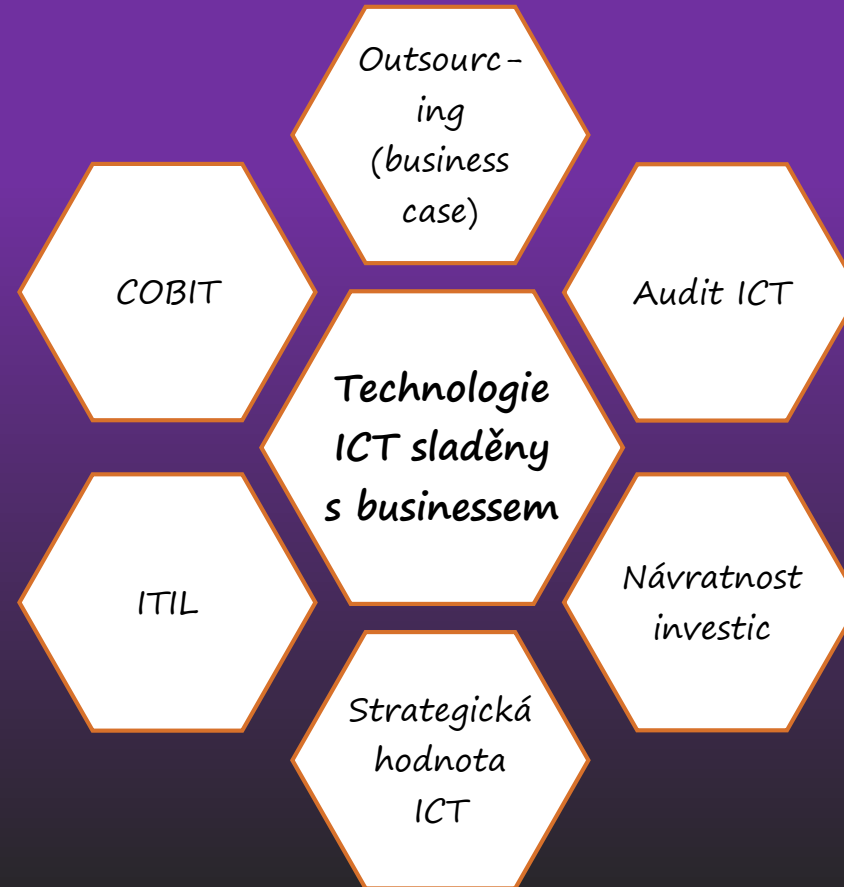 Outsourc-
ing
(business
case)
COBIT
Audit ICT
Technologie
ICT sladěny
s businessem
ITIL
Návratnost
investic
Strategická
hodnota
ICT